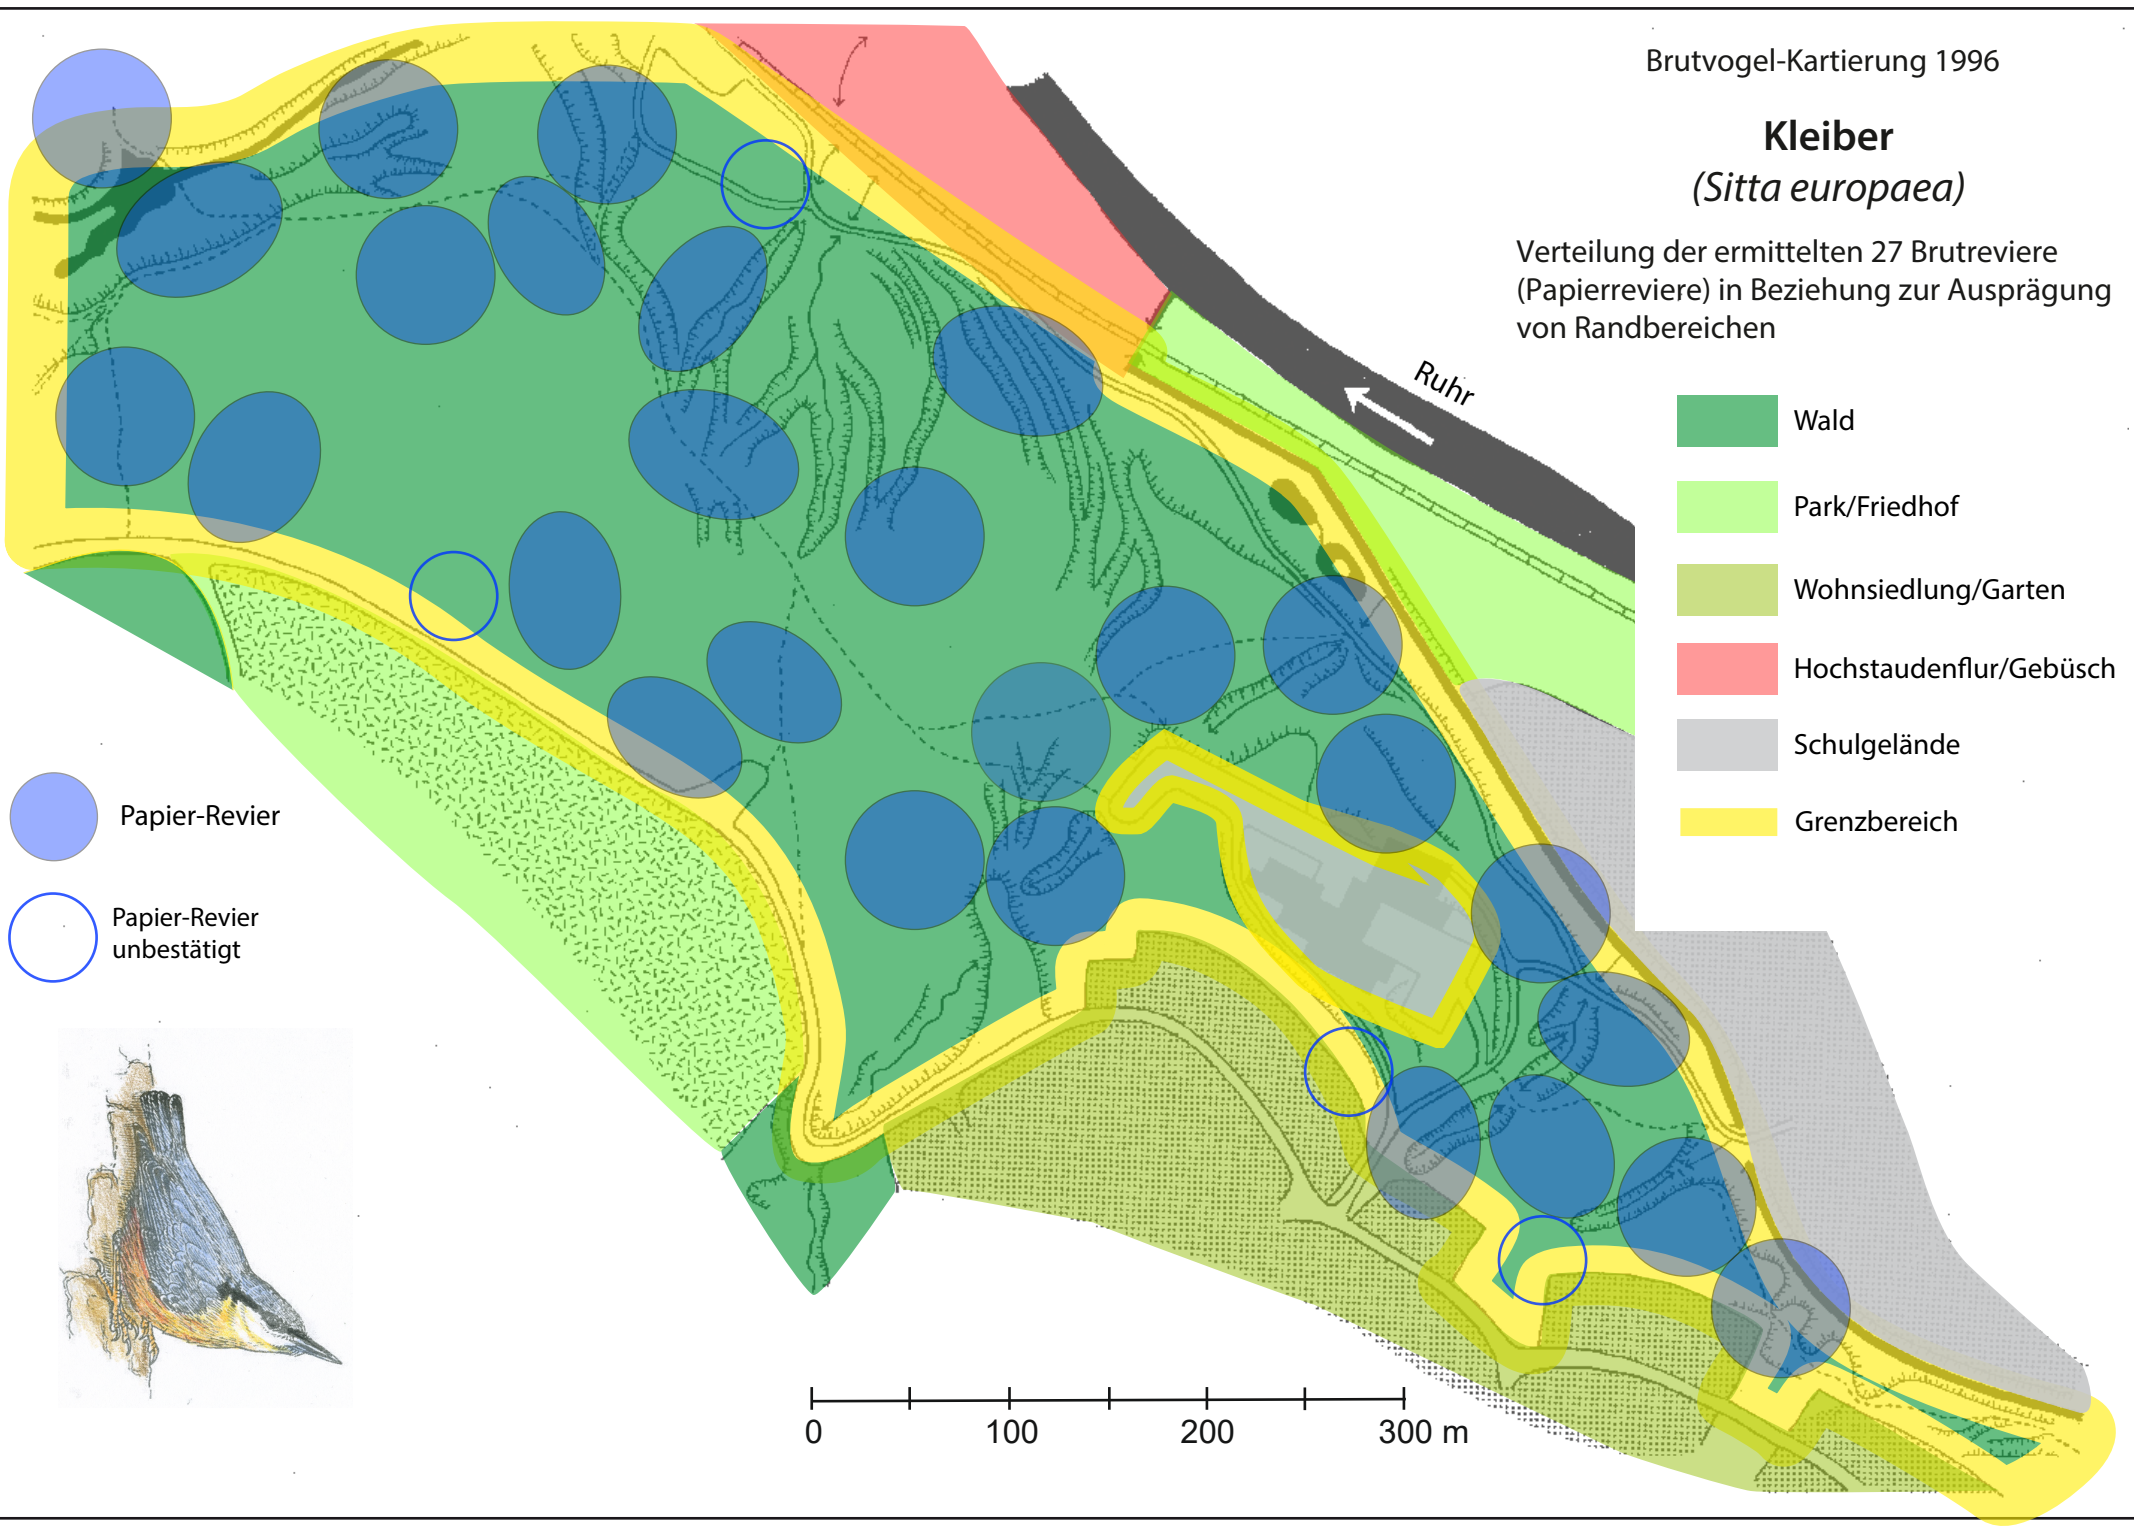 Brutvogel-Kartierung 1996
Kleiber
(Sitta europaea)
Verteilung der ermittelten 27 Brutreviere
(Papierreviere) in Beziehung zur Ausprägung
von Randbereichen
Ruhr
Wald
Park/Friedhof
Wohnsiedlung/Garten
Hochstaudenflur/Gebüsch
Schulgelände
Grenzbereich
Papier-Revier
Papier-Revier
unbestätigt
0 100 200 300 m